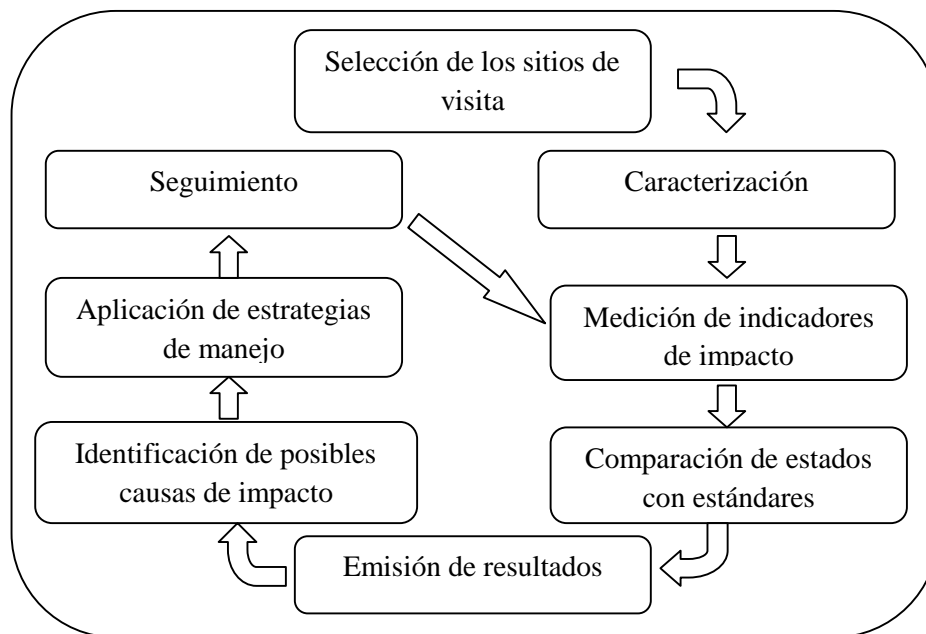 Selección de los sitios de
visita
Seguimiento
Caracterización
Aplicación de estrategias
de manejo
Medición de indicadores
de impacto
Identificación de posibles
causas de impacto
Comparación de estados
con estándares
Emisión de resultados